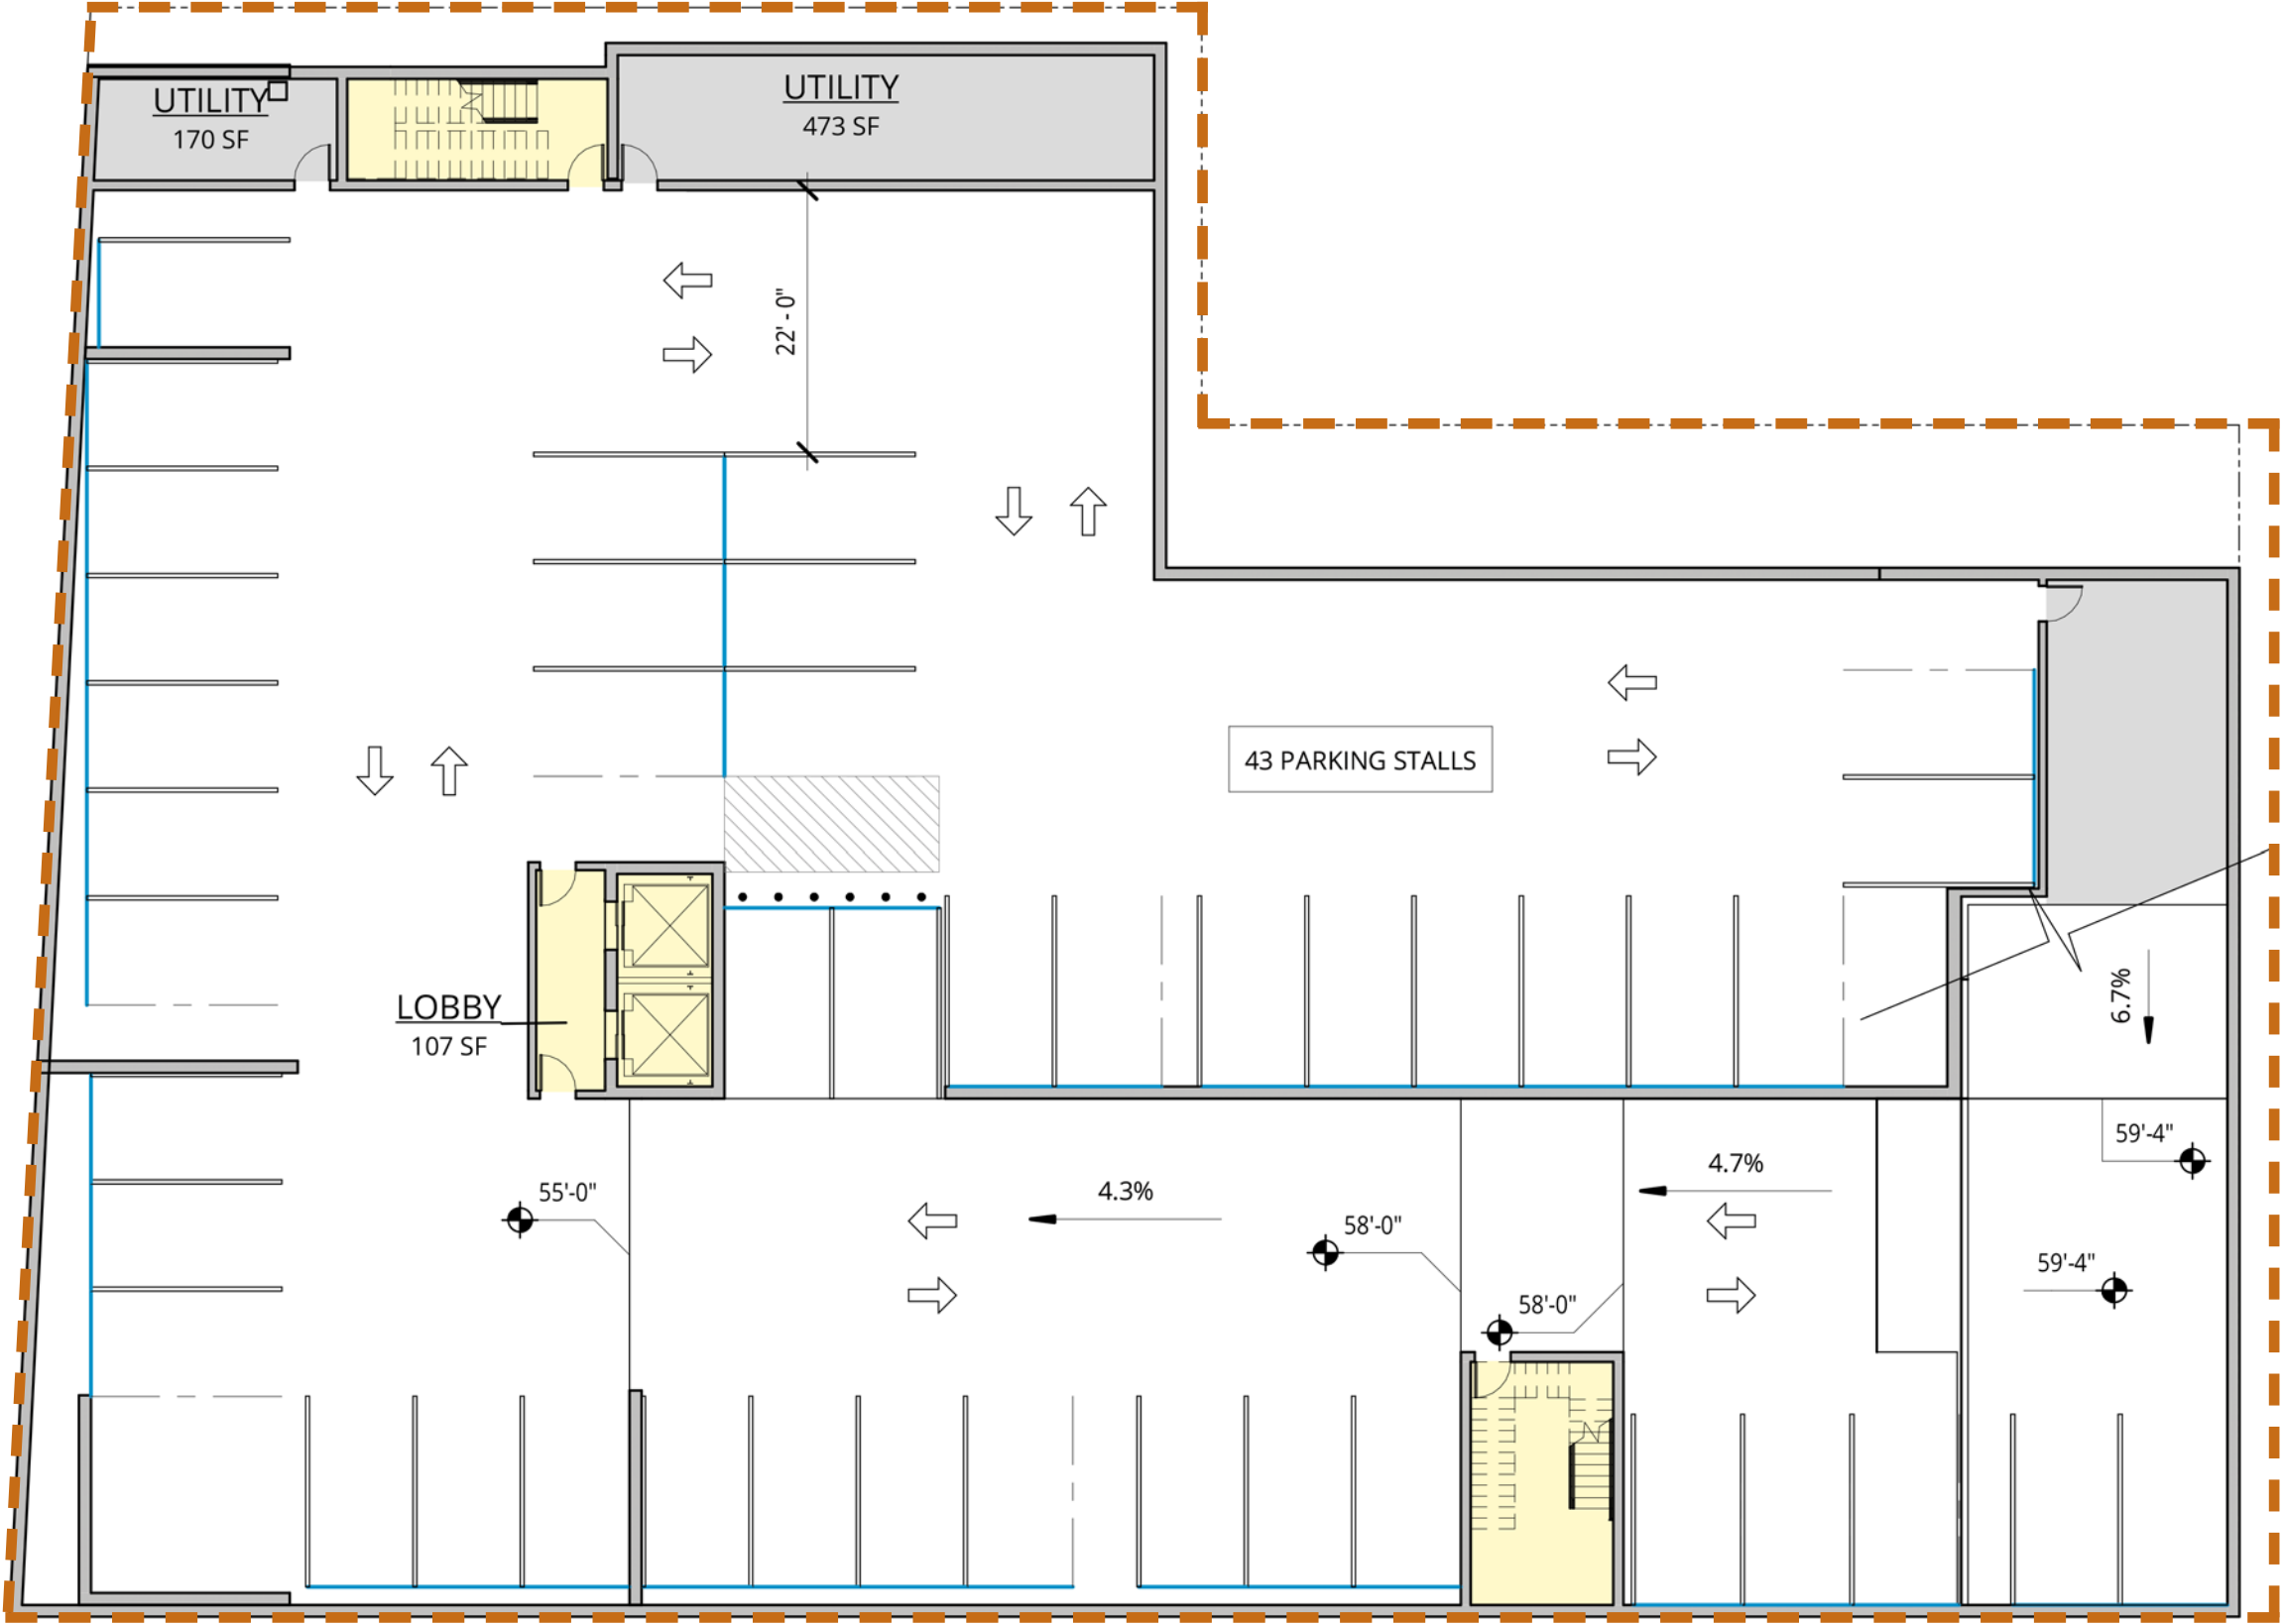 UTILITY
170 SF
UTILITY
473 SF
22' - 0"
43 PARKING STALLS
LOBBY
107 SF
6.7%
59'-4"
4.7%
4.3%
55'-0"
58'-0"
59'-4"
58'-0"